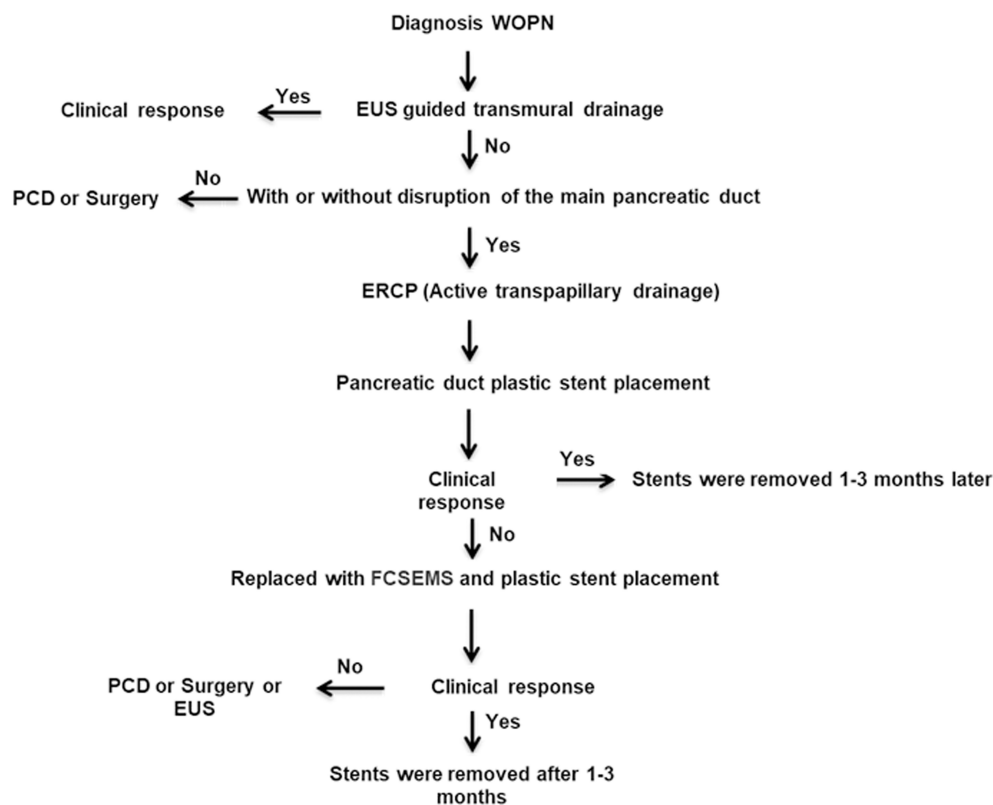 Diagnosis WOPN
Clinical response
Yes
EUS guided transmural drainage
No
PCD or Surgery
No
With or without disruption of the main pancreatic duct
Yes
ERCP (Active transpapillary drainage)
Pancreatic duct plastic stent placement
Clinical
response
Yes
Stents were removed 1-3 months later
No
Replaced with FCSEMS and plastic stent placement
PCD or Surgery or
EUS
No
Clinical response
Yes
Stents were removed after 1-3
months